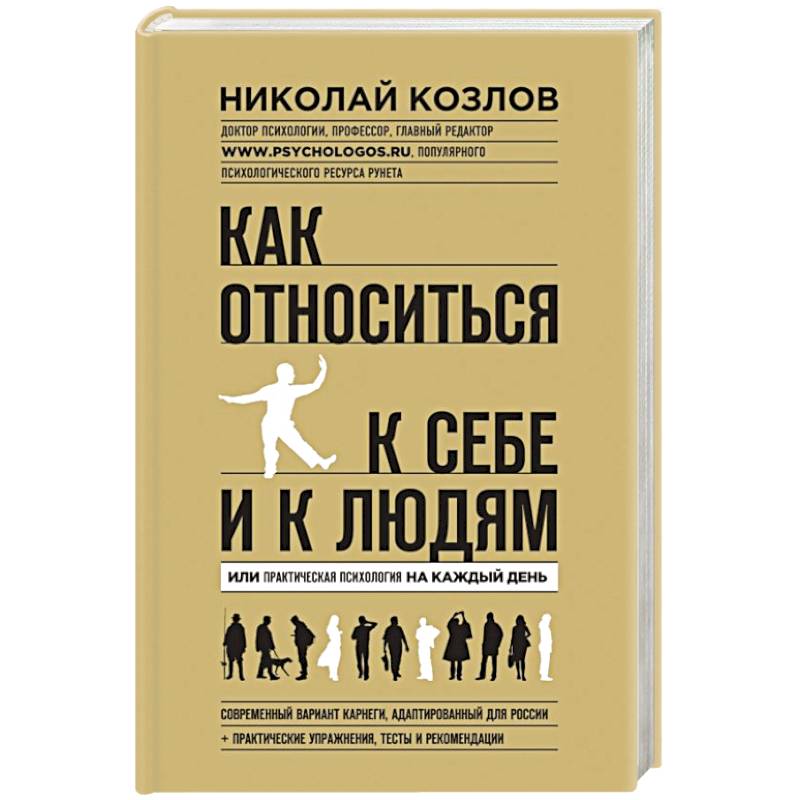 НИКОЛАЙ КОЗЛОВ
ДОКТОР ПСИХОЛОГИИ, ПРОФЕССОР, ГЛАВНЫЙ РЕДАКТОР
WWW.PSYCHOLOGOS.RU, ПОПУЛЯРНОГО
ПСИХОЛОГИЧЕСКОГО РЕСУРСА РУНЕТА
КАК
ОТНОСИТЬСЯ
К СЕБЕ
И К ЛЮДЯМ
ИЛИ ПРАКТИЧЕСКАЯ ПСИХОЛОГИЯ НА КАЖДЫЙ ДЕНЬ
СОВРЕМЕННЫЙ ВАРИАНТ КАРНЕГИ, АДАПТИРОВАННЫЙ ДЛЯ РОССИИ
+ ПРАКТИЧЕСКИЕ УПРАЖНЕНИЯ, ТЕСТЫ И РЕКОМЕНДАЦИИ